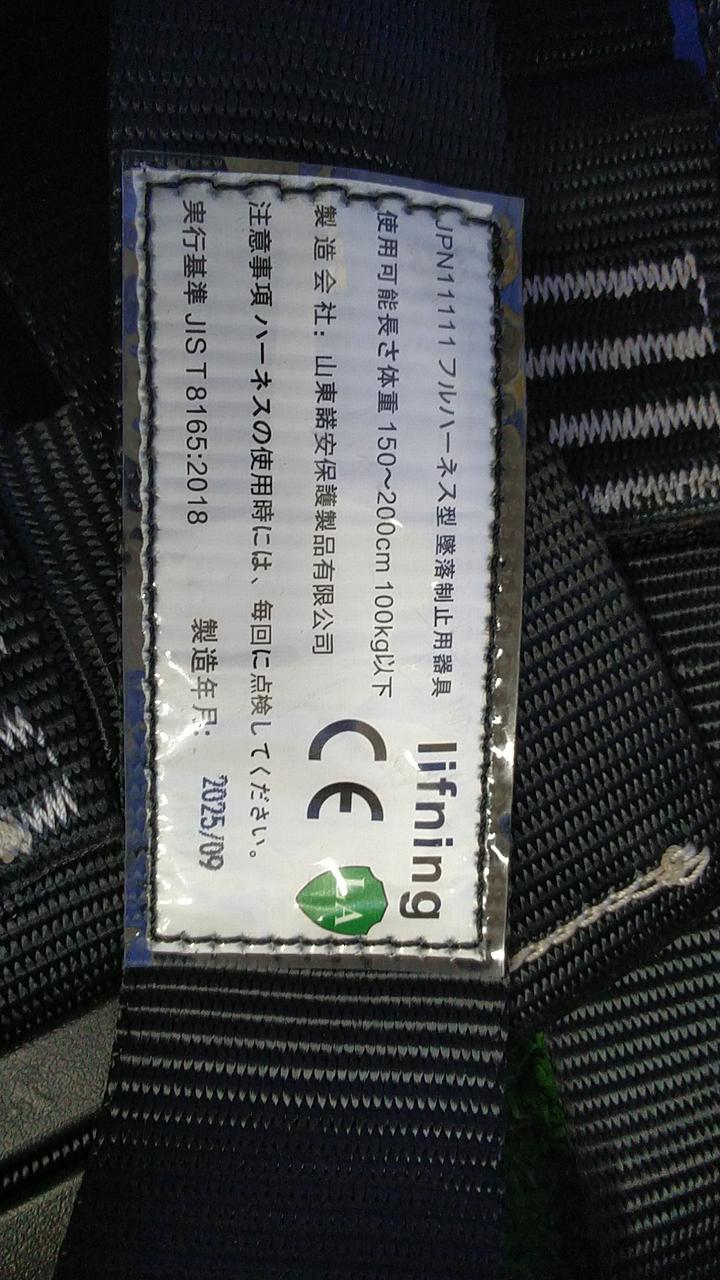 JPN11111 フルハーネス型 墜落制止用器具
lifning
使用可能長さ体重 150～200cm 100kg以下
製造会社：山東諾安保護製品有限公司
CE
LA
注意事項 ハーネスの使用時には、毎回に点検してください。
実行基準 JIS T 8165:2018 製造年月: 2025/09